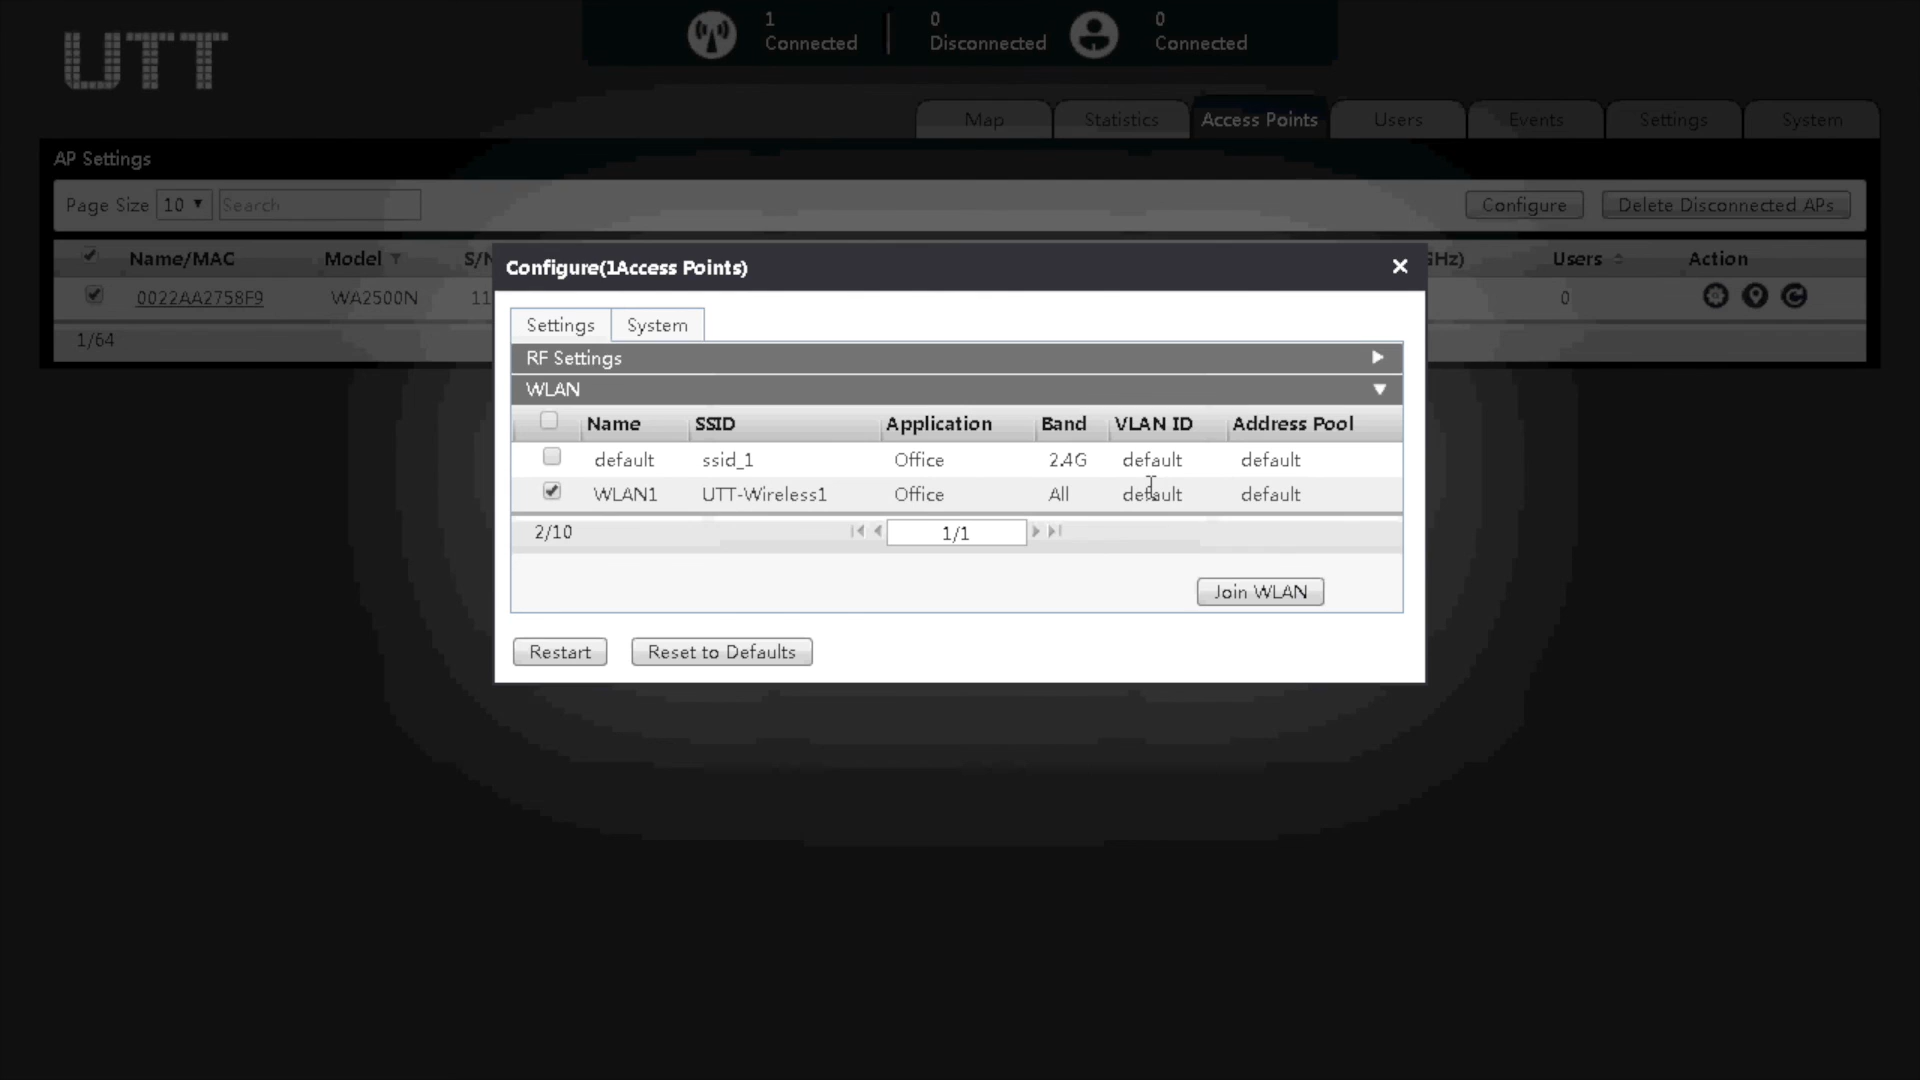 UTT
1 Connected
0 Disconnected
0 Connected
Map Statistics Access Points Users Events Settings System
AP Settings
Page Size 10 Search Configure Delete Disconnected APs
Name/MAC Model S/N GHz) Users Action
0022AA2758F9 WA2500N 11 0
1/64
Configure(1Access Points)
Settings System
RF Settings
WLAN
Name SSID Application Band VLAN ID Address Pool
default ssid_1 Office 2.4G default default
WLAN1 UTT-Wireless1 Office All default default
2/10 1/1
Join WLAN
Restart Reset to Defaults